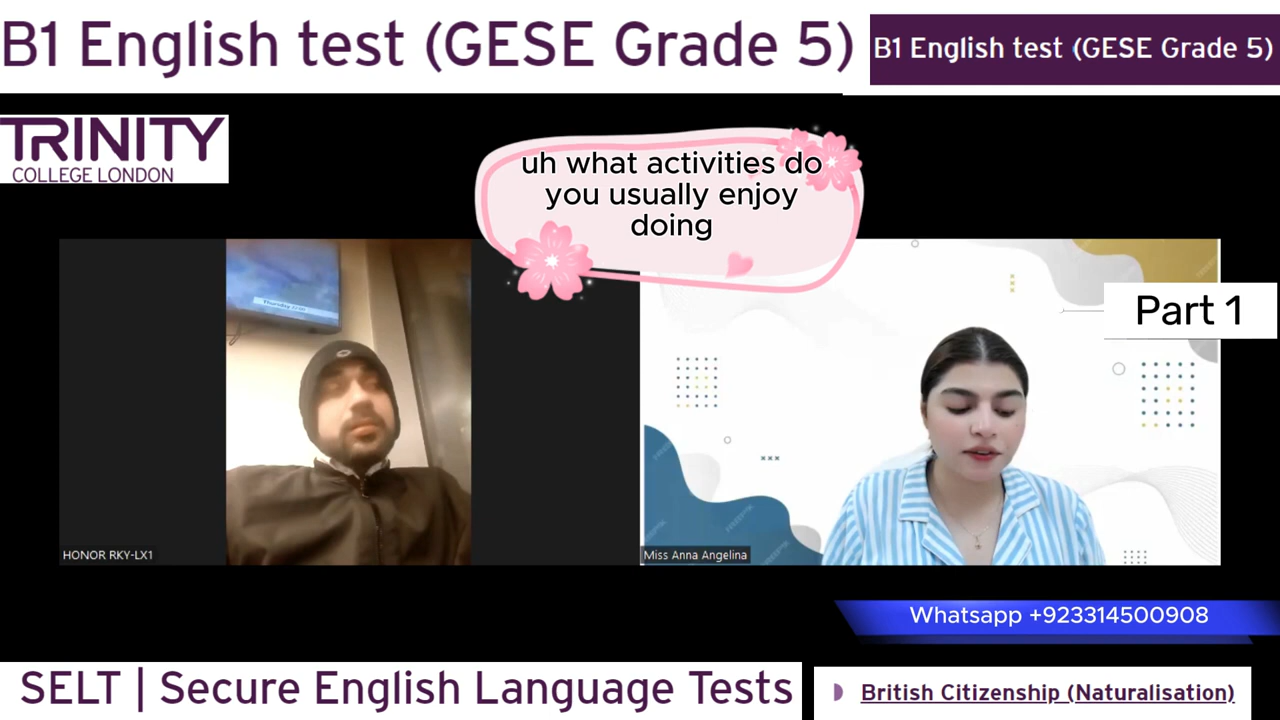 B1 English test (GESE Grade 5)
B1 English test (GESE Grade 5)
TRINITY
COLLEGE LONDON
uh what activities do
you usually enjoy
doing
Part 1
HONOR RKY-LX1
Miss Anna Angelina
Whatsapp +923314500908
SELT | Secure English Language Tests
British Citizenship (Naturalisation)